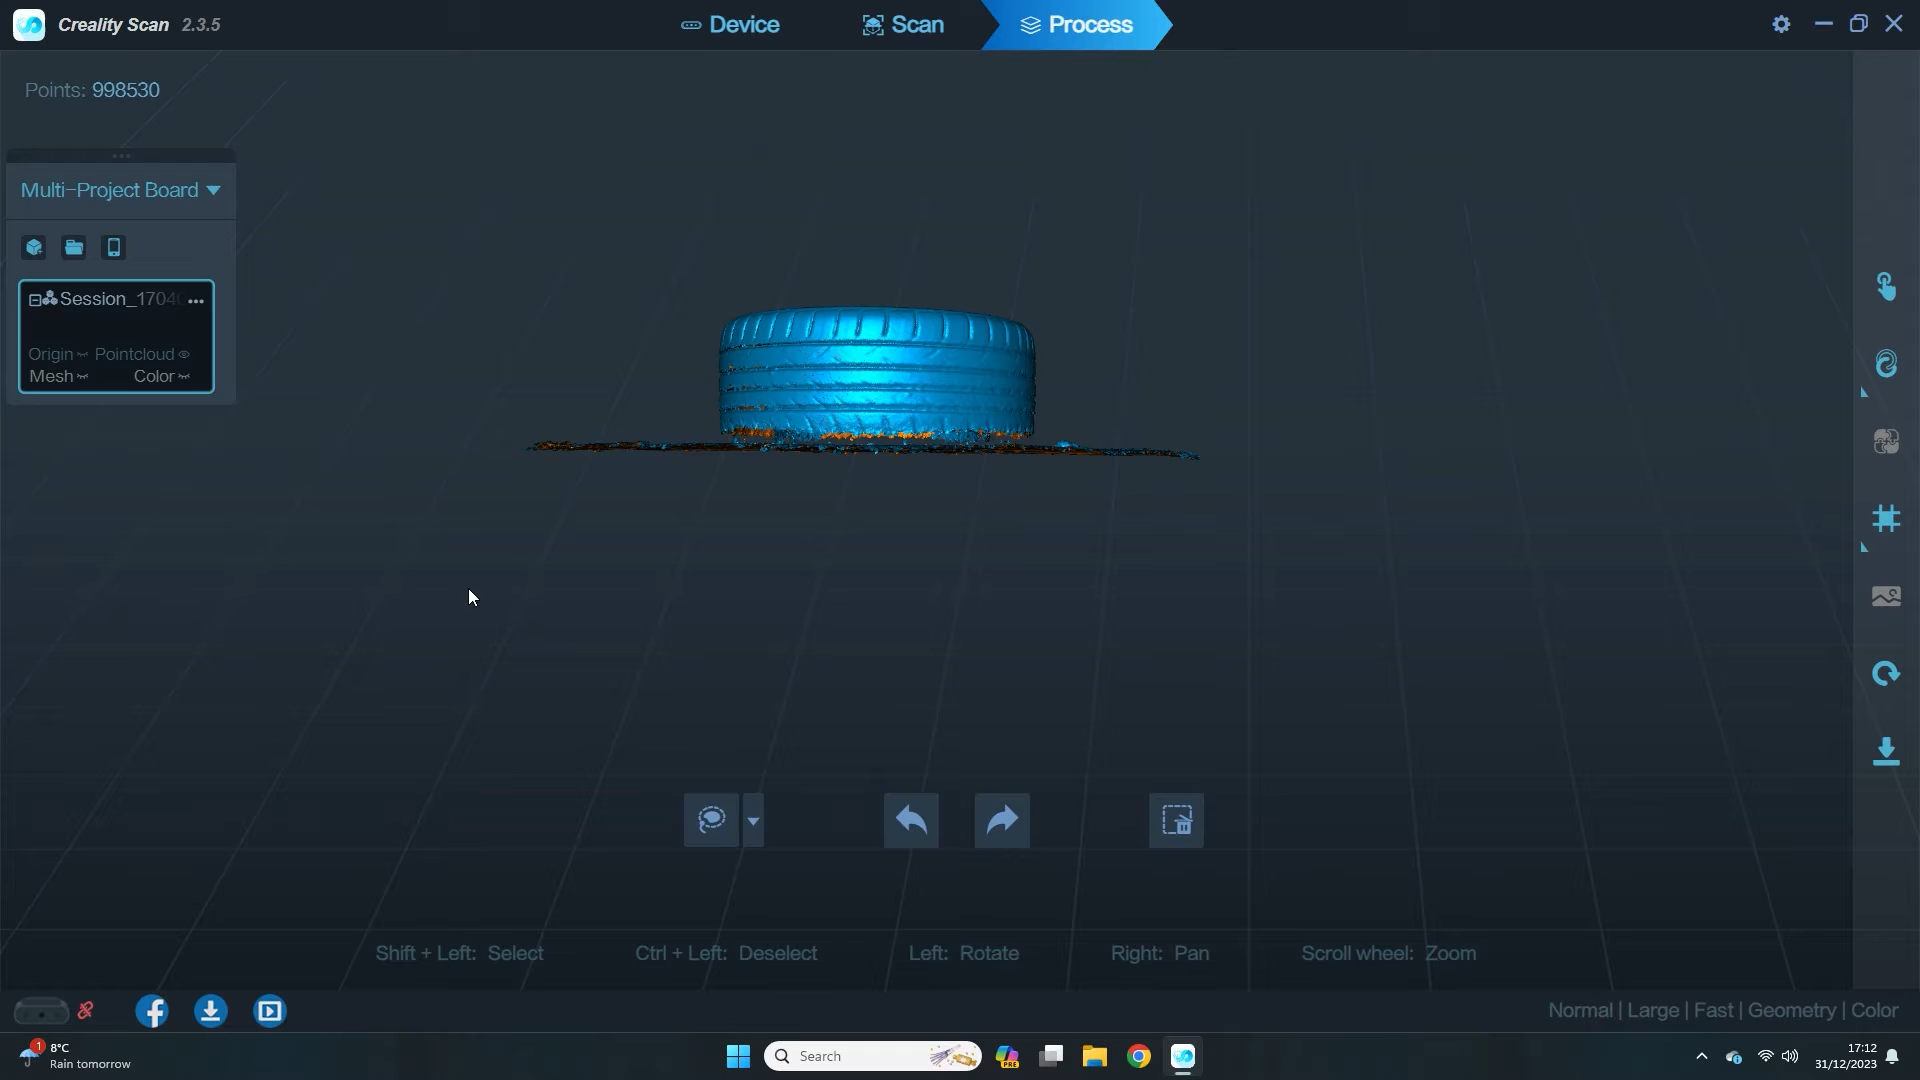 Creality Scan 2.3.5
Device
Scan
Process
Points: 998530
Multi-Project Board
Session_1704
Origin
Pointcloud
Mesh
Color
Shift + Left: Select
Ctrl + Left: Deselect
Left: Rotate
Right: Pan
Scroll wheel: Zoom
Normal | Large | Fast | Geometry | Color
1
8°C
Rain tomorrow
Search
PRE
17:12
31/12/2023